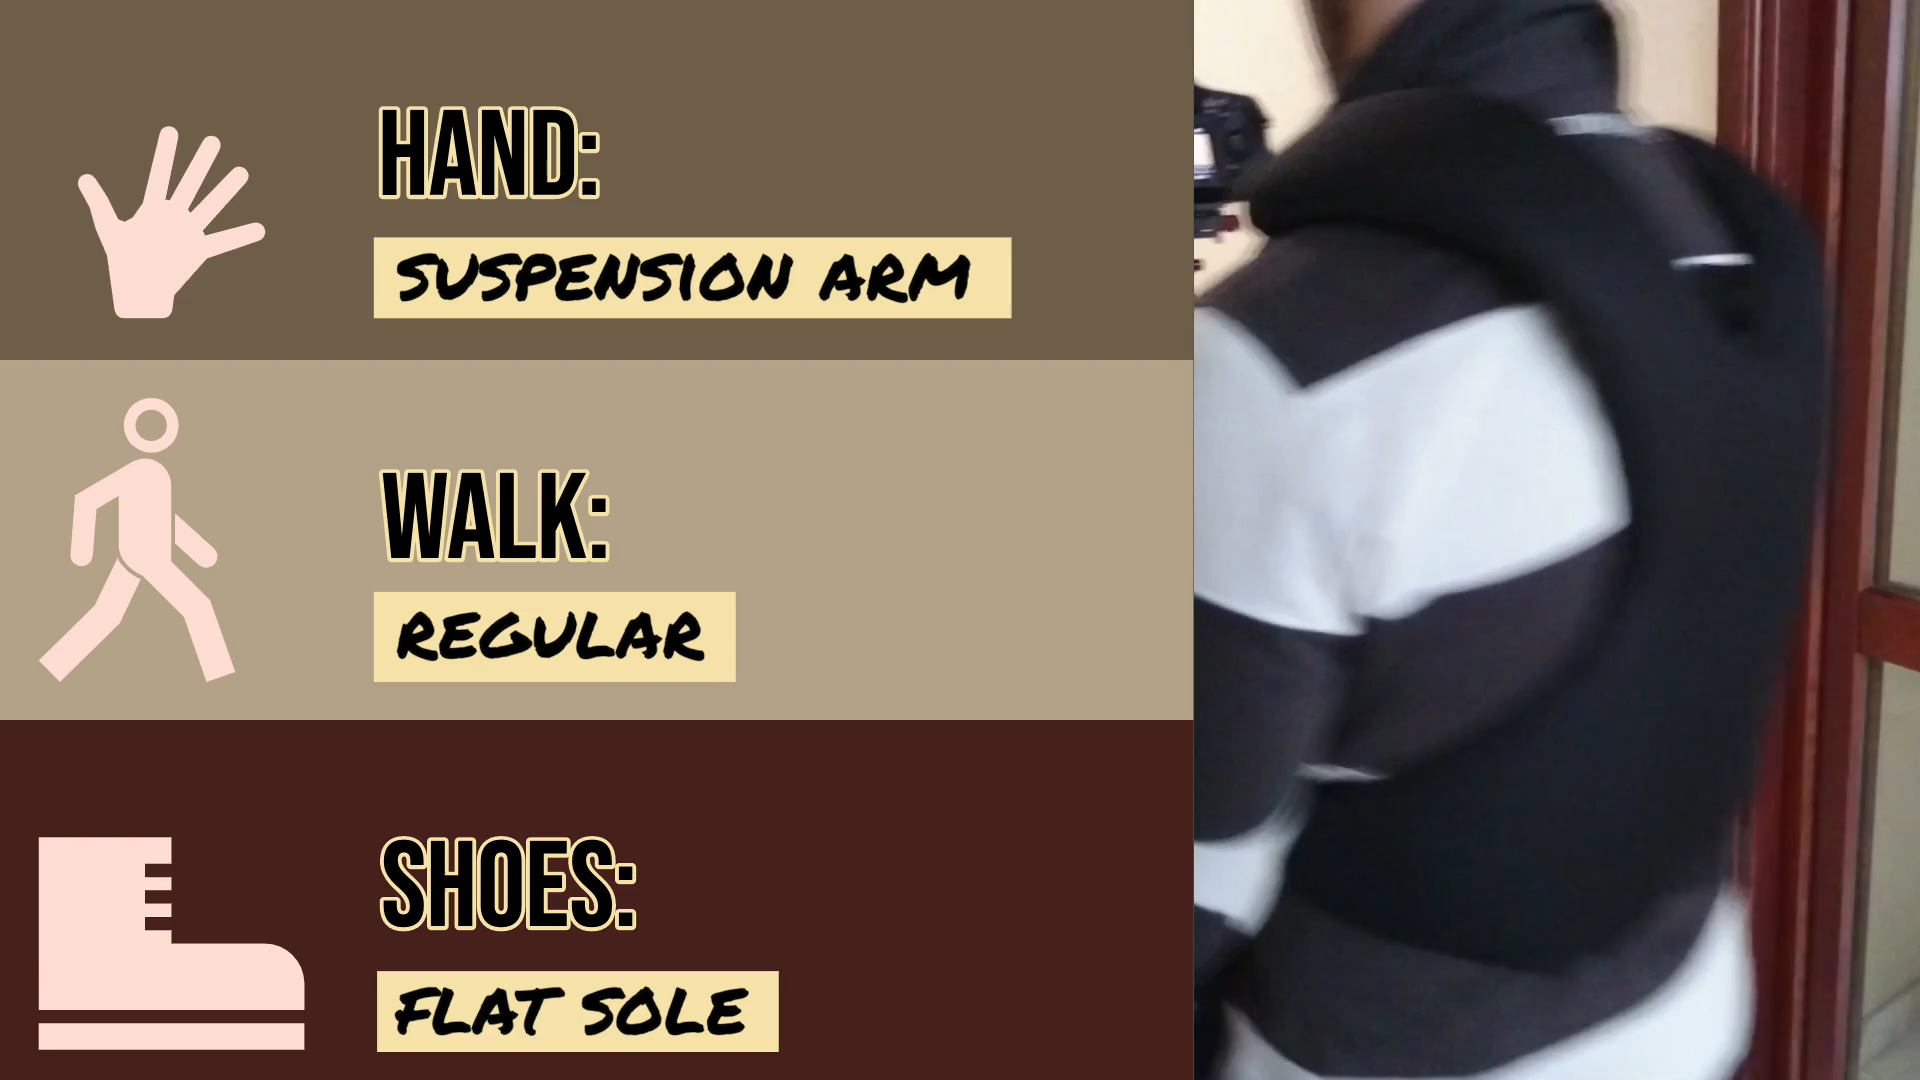 HAND:
SUSPENSION ARM
WALK:
REGULAR
SHOES:
FLAT SOLE